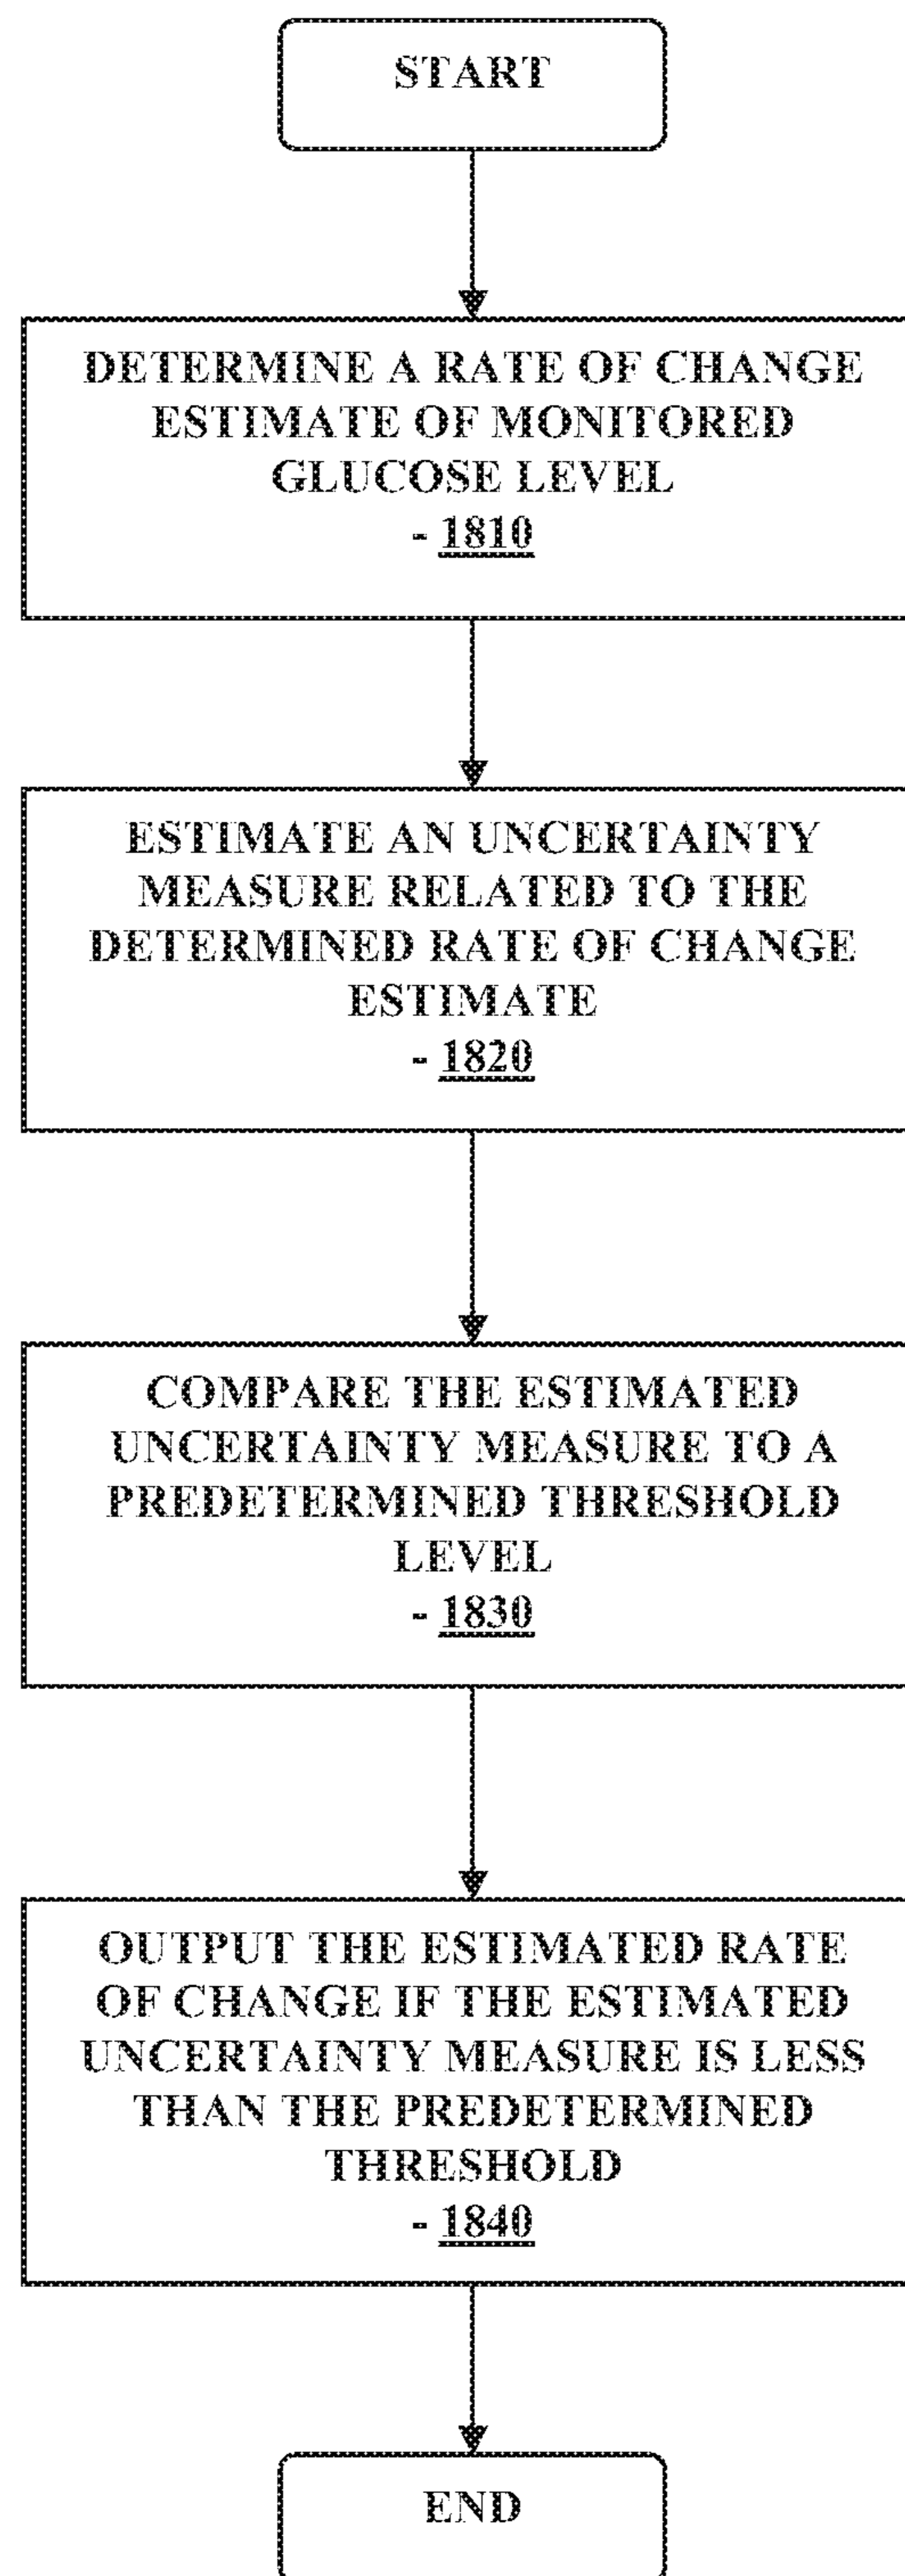 START
DETERMINE A RATE OF CHANGE
ESTIMATE OF MONITORED
GLUCOSE LEVEL
- 1810
ESTIMATE AN UNCERTAINTY
MEASURE RELATED TO THE
DETERMINED RATE OF CHANGE
ESTIMATE
- 1820
COMPARE THE ESTIMATED
UNCERTAINTY MEASURE TO A
PREDETERMINED THRESHOLD
LEVEL
- 1830
OUTPUT THE ESTIMATED RATE
OF CHANGE IF THE ESTIMATED
UNCERTAINTY MEASURE IS LESS
THAN THE PREDETERMINED
THRESHOLD
- 1840
END